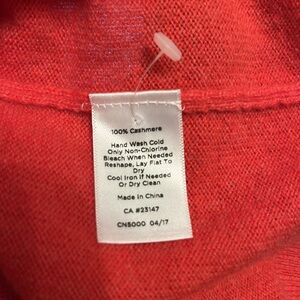 100% Cashmere
Hand Wash Cold
Only Non-Chlorine
Bleach When Needed
Reshape, Lay Flat To
Dry
Cool Iron If Needed
Or Dry Clean
Made in China
CA #23147
CN5000 04/17